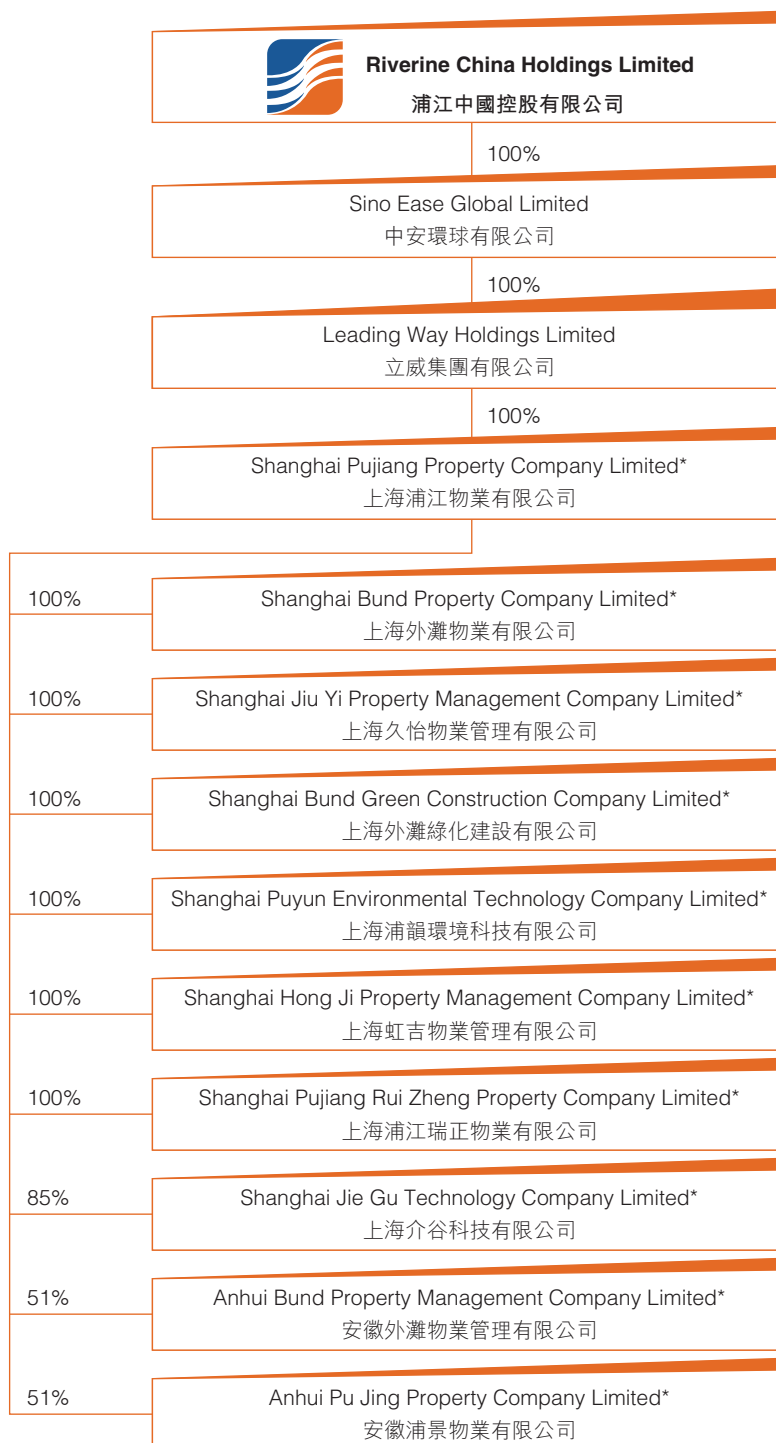 Riverine China Holdings Limited
浦江中國控股有限公司
100%
Sino Ease Global Limited
中安環球有限公司
100%
Leading Way Holdings Limited
立威集團有限公司
100%
Shanghai Pujiang Property Company Limited*
上海浦江物業有限公司
100%
Shanghai Bund Property Company Limited*
上海外灘物業有限公司
100%
Shanghai Jiu Yi Property Management Company Limited*
上海久怡物業管理有限公司
100%
Shanghai Bund Green Construction Company Limited*
上海外灘綠化建設有限公司
100%
Shanghai Puyun Environmental Technology Company Limited*
上海浦韻環境科技有限公司
100%
Shanghai Hong Ji Property Management Company Limited*
上海虹吉物業管理有限公司
100%
Shanghai Pujiang Rui Zheng Property Company Limited*
上海浦江瑞正物業有限公司
85%
Shanghai Jie Gu Technology Company Limited*
上海介谷科技有限公司
51%
Anhui Bund Property Management Company Limited*
安徽外灘物業管理有限公司
51%
Anhui Pu Jing Property Company Limited*
安徽浦景物業有限公司